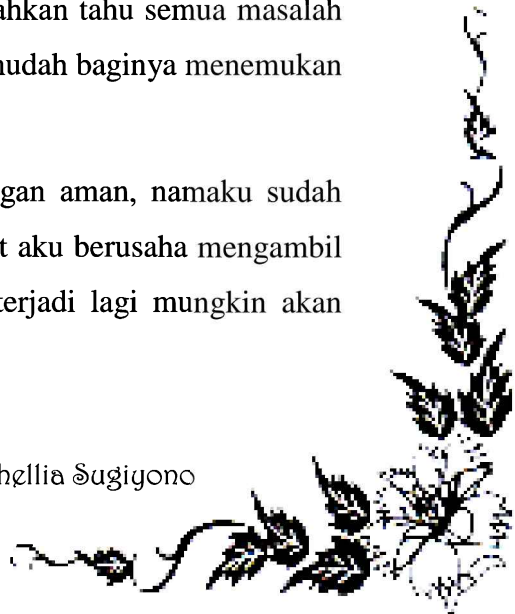 ahkan tahu semua masalah
mudah baginya menemukan
gan aman, namaku sudah
t aku berusaha mengambil
terjadi lagi mungkin akan
hellia Sugiyono